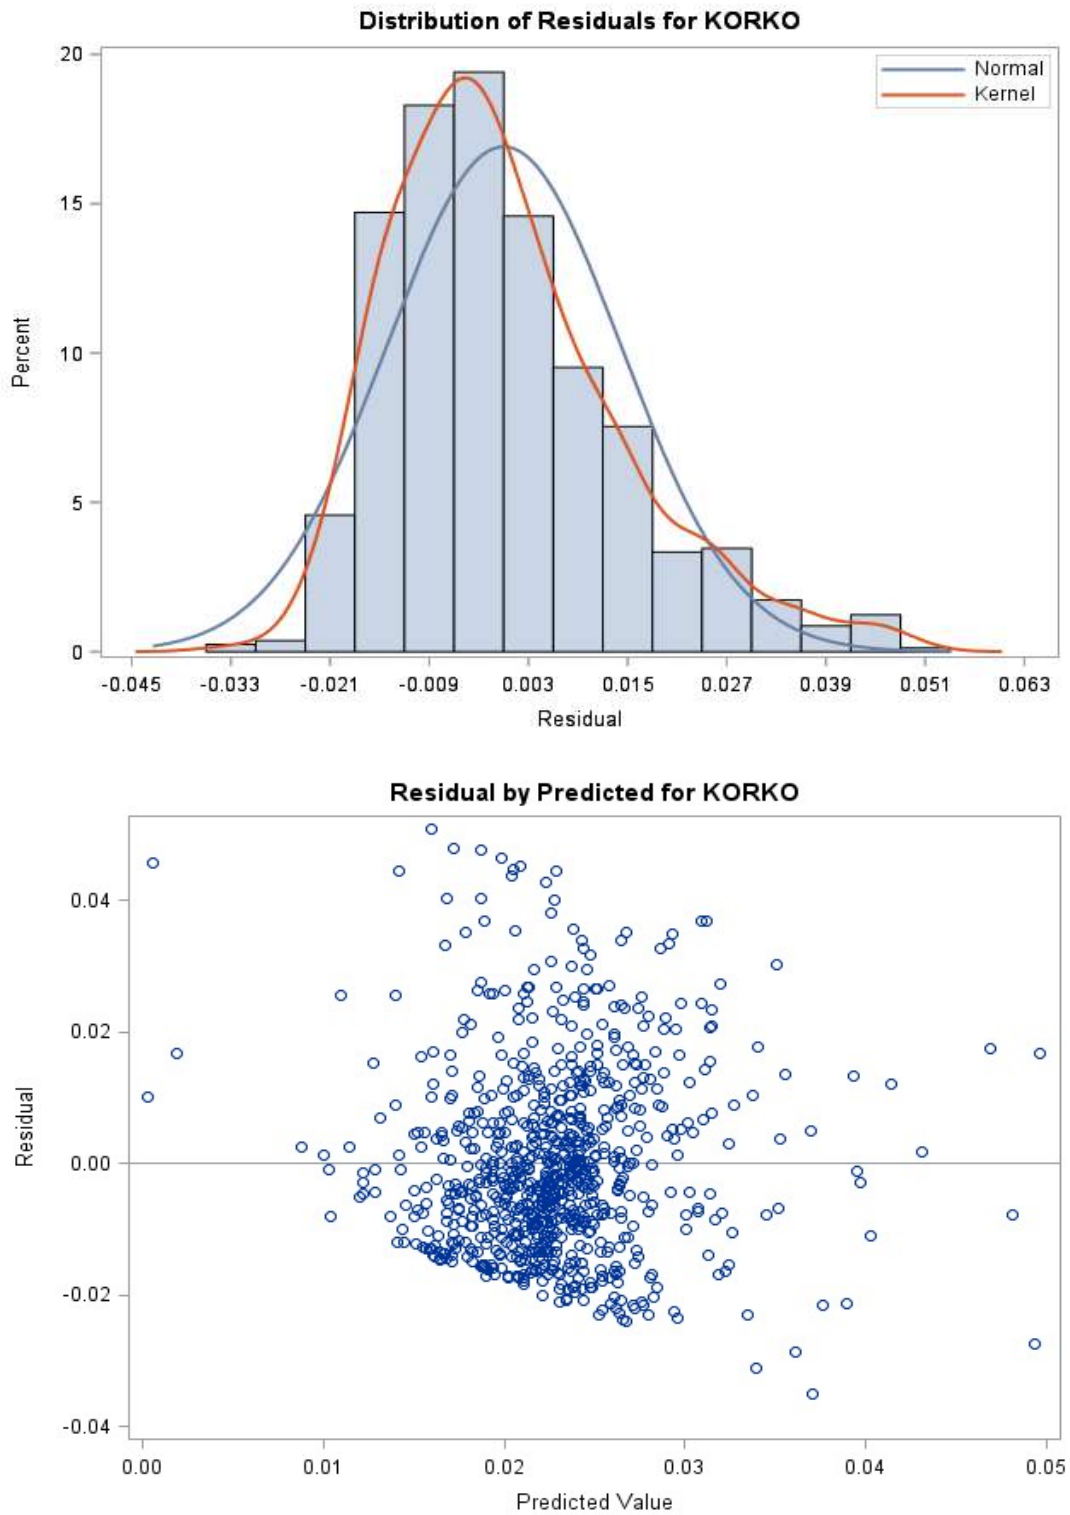 Distribution of Residuals for KORKO
20
Normal
Kernel
15
Percent
10
5
0
-0.045 -0.033 -0.021 -0.009 0.003 0.015 0.027 0.039 0.051 0.063
Residual
Residual by Predicted for KORKO
0.04
0.02
Residual
0.00
-0.02
-0.04
0.00 0.01 0.02 0.03 0.04 0.05
Predicted Value